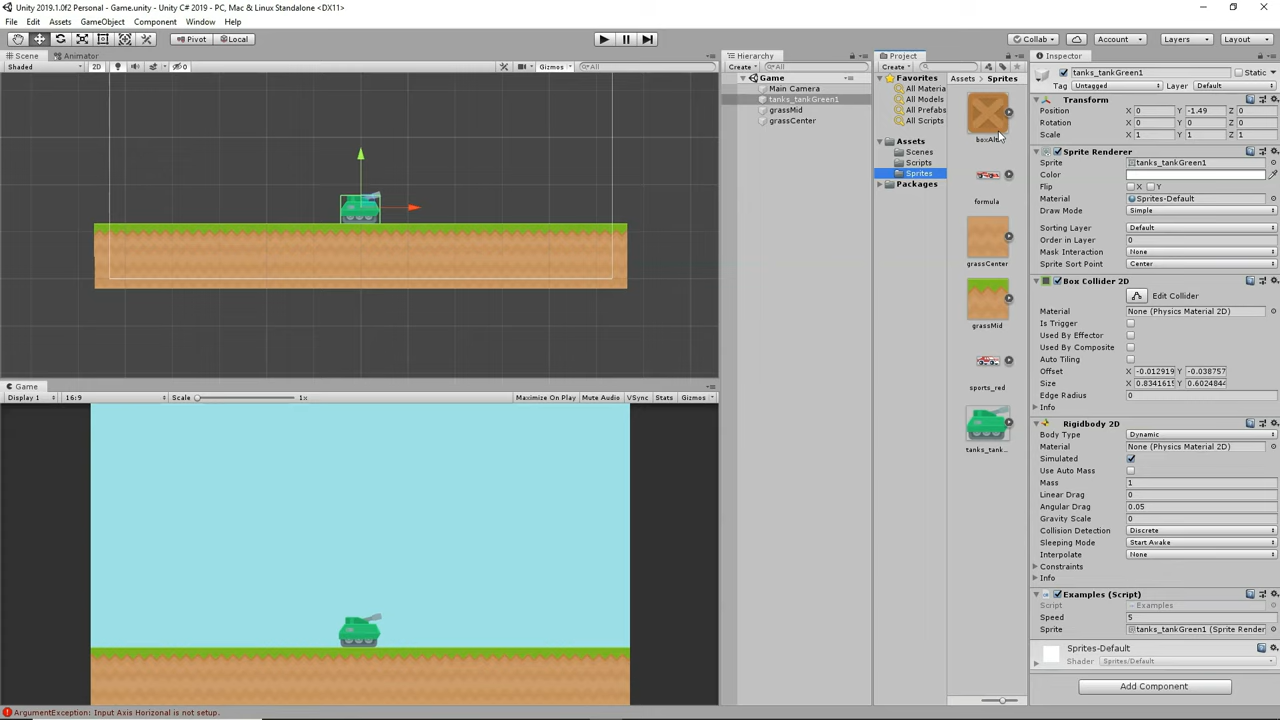 Unity 2019.1.0f2 Personal - Game.unity - Unity C# 2019 - PC, Mac & Linux Standalone <DX11>
File Edit Assets GameObject Component Window Help
Pivot Local Collab Account Layers Layout
Scene Animator
Shaded 2D 0 Gizmos All
Game
Display 1 16:9 Scale 1x Maximize On Play Mute Audio VSync Stats Gizmos
Hierarchy
Create All
Game
Main Camera
tanks_tankGreen1
grassMid
grassCenter
Project
Create
Favorites
All Materia
All Models
All Prefabs
All Scripts
Assets
Scenes
Scripts
Sprites
Packages
Assets Sprites
formula
grassCenter
grassMid
sports_red
tanks_tank...
Inspector
tanks_tankGreen1 Static
Tag Untagged Layer Default
Transform
Position X 0 Y -1.49 Z 0
Rotation X 0 Y 0 Z 0
Scale X 1 Y 1 Z 1
Sprite Renderer
Sprite tanks_tankGreen1
Color
Flip X Y
Material Sprites-Default
Draw Mode Simple
Sorting Layer Default
Order in Layer 0
Mask Interaction None
Sprite Sort Point Center
Box Collider 2D
Edit Collider
Material None (Physics Material 2D)
Is Trigger
Used By Effector
Used By Composite
Auto Tiling
Offset X -0.012919 Y -0.038757
Size X 0.8341615 Y 0.6024844
Edge Radius 0
Info
Rigidbody 2D
Body Type Dynamic
Material None (Physics Material 2D)
Simulated
Use Auto Mass
Mass 1
Linear Drag 0
Angular Drag 0.05
Gravity Scale 0
Collision Detection Discrete
Sleeping Mode Start Awake
Interpolate None
Constraints
Info
Examples (Script)
Script Examples
Speed 5
Sprite tanks_tankGreen1 (Sprite Render
Sprites-Default
Shader Sprites/Default
Add Component
ArgumentException: Input Axis Horizonal is not setup.